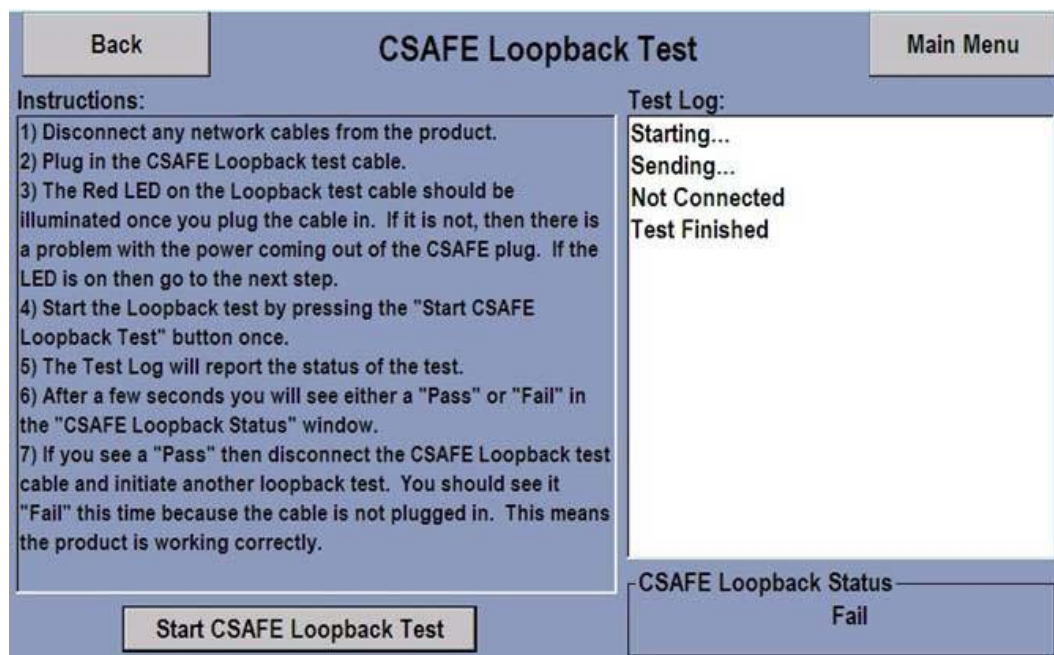 Back
CSAFE Loopback Test
Main Menu
Instructions:
1) Disconnect any network cables from the product.
2) Plug in the CSAFE Loopback test cable.
3) The Red LED on the Loopback test cable should be
illuminated once you plug the cable in.  If it is not, then there is
a problem with the power coming out of the CSAFE plug.  If the
LED is on then go to the next step.
4) Start the Loopback test by pressing the "Start CSAFE
Loopback Test" button once.
5) The Test Log will report the status of the test.
6) After a few seconds you will see either a "Pass" or "Fail" in
the "CSAFE Loopback Status" window.
7) If you see a "Pass" then disconnect the CSAFE Loopback test
cable and initiate another loopback test.  You should see it
"Fail" this time because the cable is not plugged in.  This means
the product is working correctly.
Start CSAFE Loopback Test
Test Log:
Starting...
Sending...
Not Connected
Test Finished
CSAFE Loopback Status
Fail